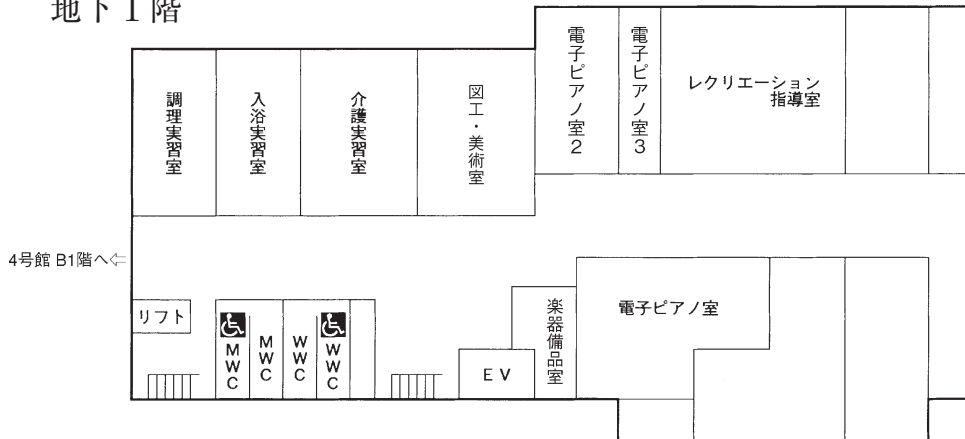 地下1階
調理実習室
入浴実習室
介護実習室
図工・美術室
電子ピアノ室2
電子ピアノ室3
レクリエーション
指導室
4号館 B1階へ⇦
リフト
MWC
MWC
WWC
WWC
EV
楽器備品室
電子ピアノ室